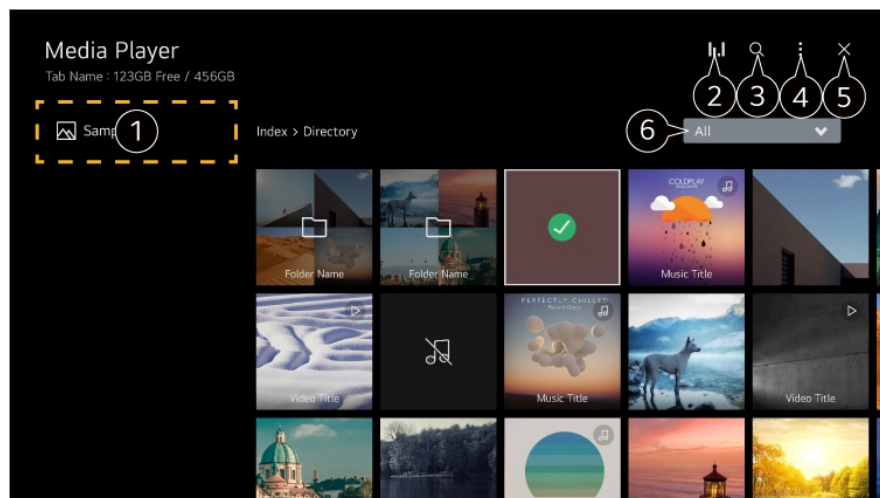 Media Player
Tab Name : 123GB Free / 456GB
2 3 4 5
1
Index > Directory
6
All
COLDPLAY
Folder Name
Folder Name
Music Title
PERFECTLY CHILLED
Video Title
Music Title
Video Title